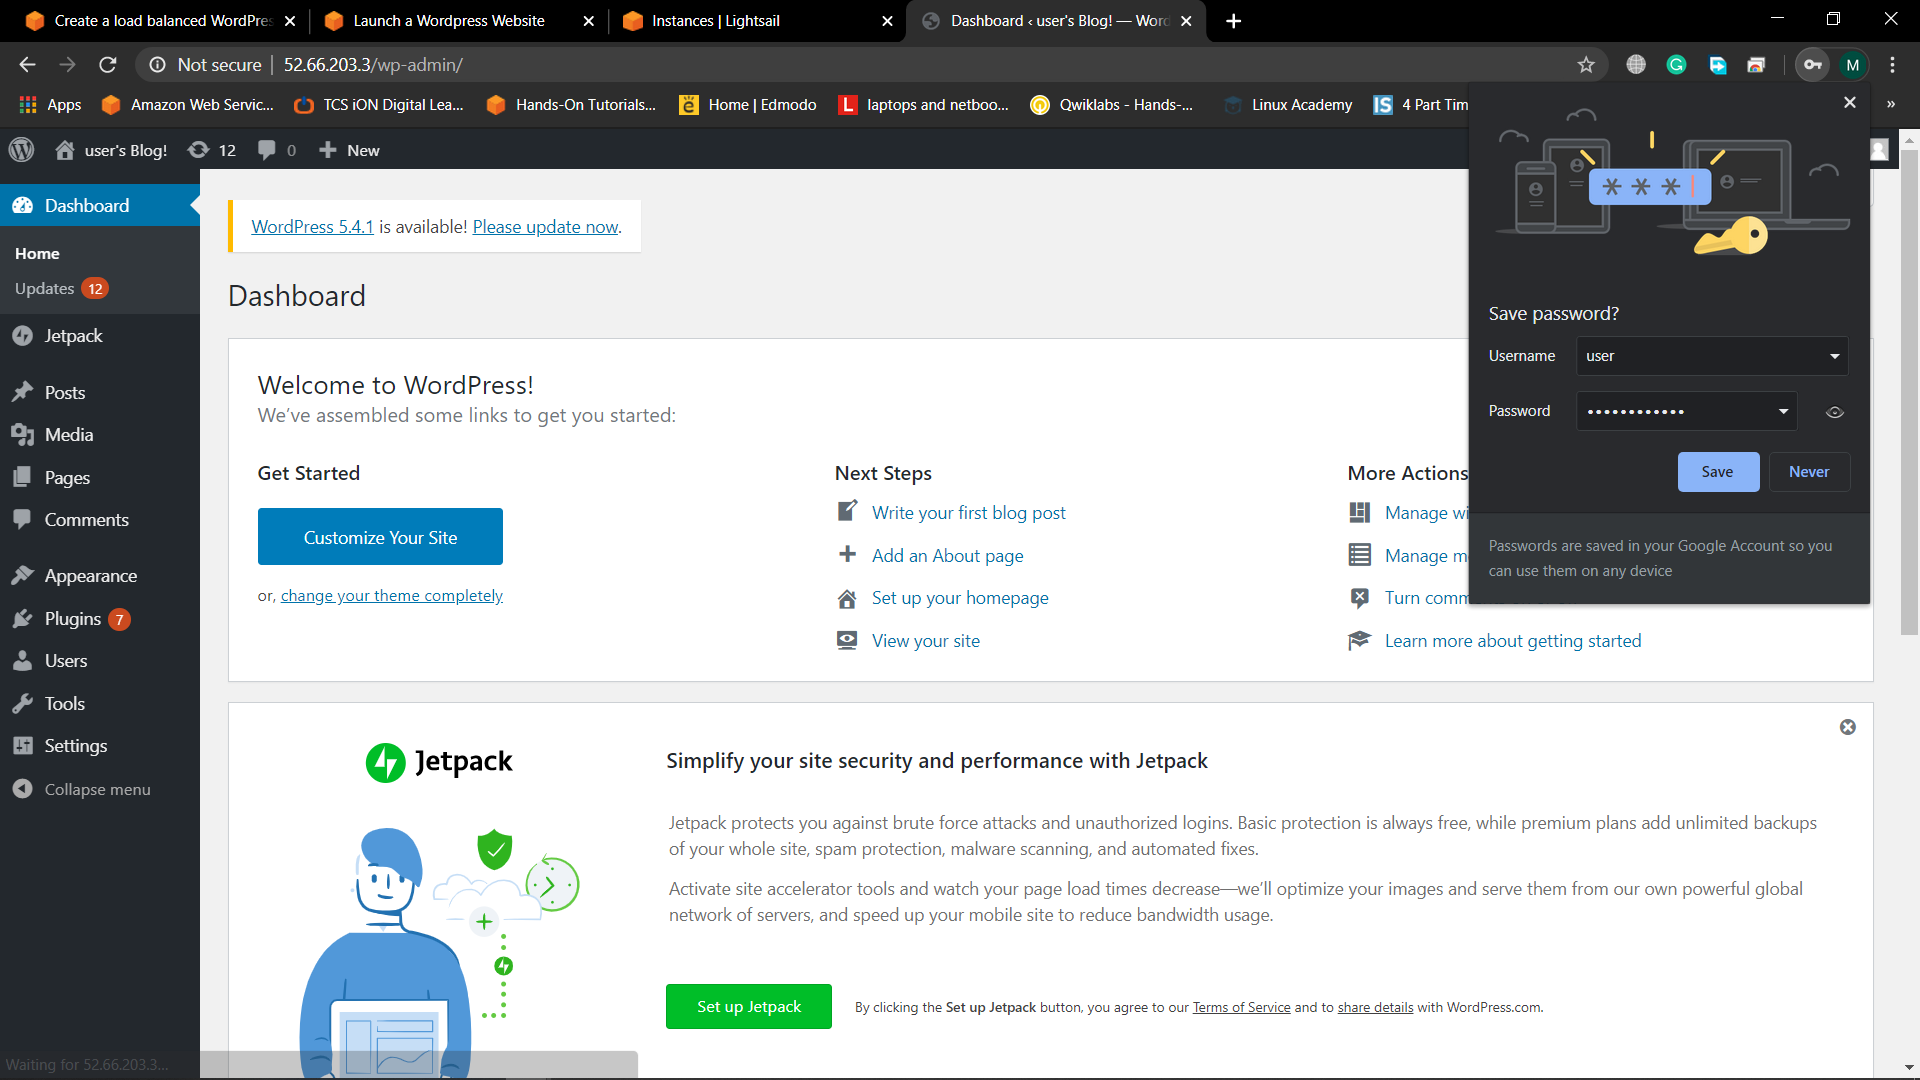 Create a load balanced WordPres
Launch a Wordpress Website
Instances | Lightsail
Dashboard ‹ user's Blog! — Word
Not secure | 52.66.203.3/wp-admin/
M
Apps
Amazon Web Servic...
TCS iON Digital Lea...
Hands-On Tutorials...
Home | Edmodo
laptops and netboo...
Qwiklabs - Hands-...
Linux Academy
4 Part Tim
»
user's Blog!
12
0
New
Dashboard
Home
Updates 12
Jetpack
Posts
Media
Pages
Comments
Appearance
Plugins 7
Users
Tools
Settings
Collapse menu
WordPress 5.4.1 is available! Please update now.
Dashboard
Welcome to WordPress!
We've assembled some links to get you started:
Get Started
Customize Your Site
or, change your theme completely
Next Steps
Write your first blog post
Add an About page
Set up your homepage
View your site
More Actions
Manage wi
Manage m
Turn comm
Learn more about getting started
Save password?
Username
user
Password
••••••••••••
Save
Never
Passwords are saved in your Google Account so you
can use them on any device
Jetpack
Simplify your site security and performance with Jetpack
Jetpack protects you against brute force attacks and unauthorized logins. Basic protection is always free, while premium plans add unlimited backups
of your whole site, spam protection, malware scanning, and automated fixes.
Activate site accelerator tools and watch your page load times decrease—we'll optimize your images and serve them from our own powerful global
network of servers, and speed up your mobile site to reduce bandwidth usage.
Set up Jetpack
By clicking the Set up Jetpack button, you agree to our Terms of Service and to share details with WordPress.com.
Waiting for 52.66.203.3...